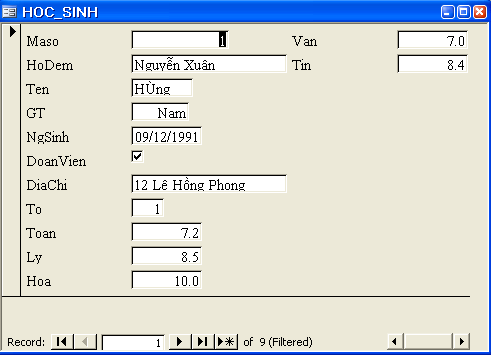 HOC_SINH
Maso 1 Van 7.0
HoDem Nguyễn Xuân Tin 8.4
Ten HÙng
GT Nam
NgSinh 09/12/1991
DoanVien
DiaChi 12 Lê Hồng Phong
To 1
Toan 7.2
Ly 8.5
Hoa 10.0
Record: 1 of 9 (Filtered)